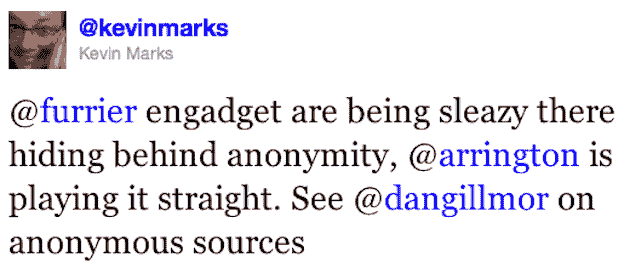 @kevinmarks
Kevin Marks
@furrier engadget are being sleazy there
hiding behind anonymity, @arrington is
playing it straight. See @dangillmor on
anonymous sources